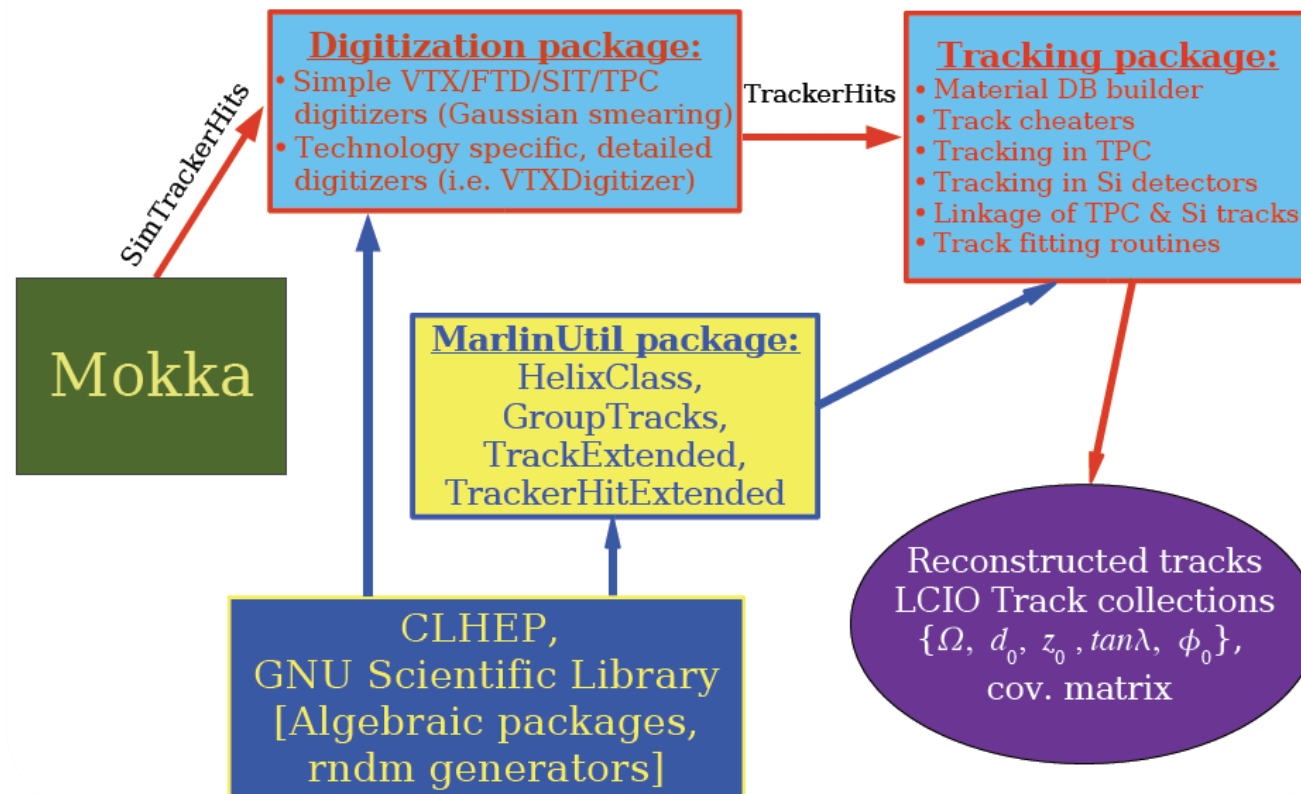 Digitization package:
• Simple VTX/FTD/SIT/TPC
digitizers (Gaussian smearing)
• Technology specific, detailed
digitizers (i.e. VTXDigitizer)
SimTrackerHits
TrackerHits
Tracking package:
• Material DB builder
• Track cheaters
• Tracking in TPC
• Tracking in Si detectors
• Linkage of TPC & Si tracks
• Track fitting routines
Mokka
MarlinUtil package:
HelixClass,
GroupTracks,
TrackExtended,
TrackerHitExtended
CLHEP,
GNU Scientific Library
[Algebraic packages,
rndm generators]
Reconstructed tracks
LCIO Track collections
{Ω, d₀, z₀, tanλ, ϕ₀},
cov. matrix